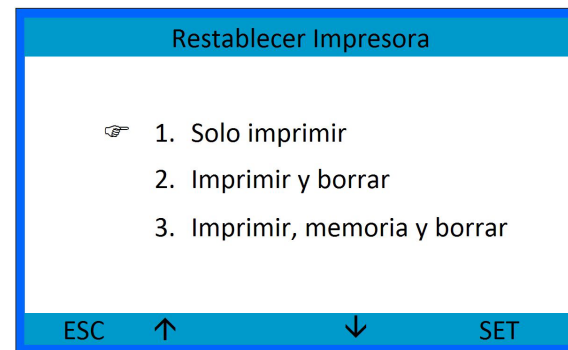 Restablecer Impresora
☞ 1. Solo imprimir
2. Imprimir y borrar
3. Imprimir, memoria y borrar
ESC ↑ ↓ SET